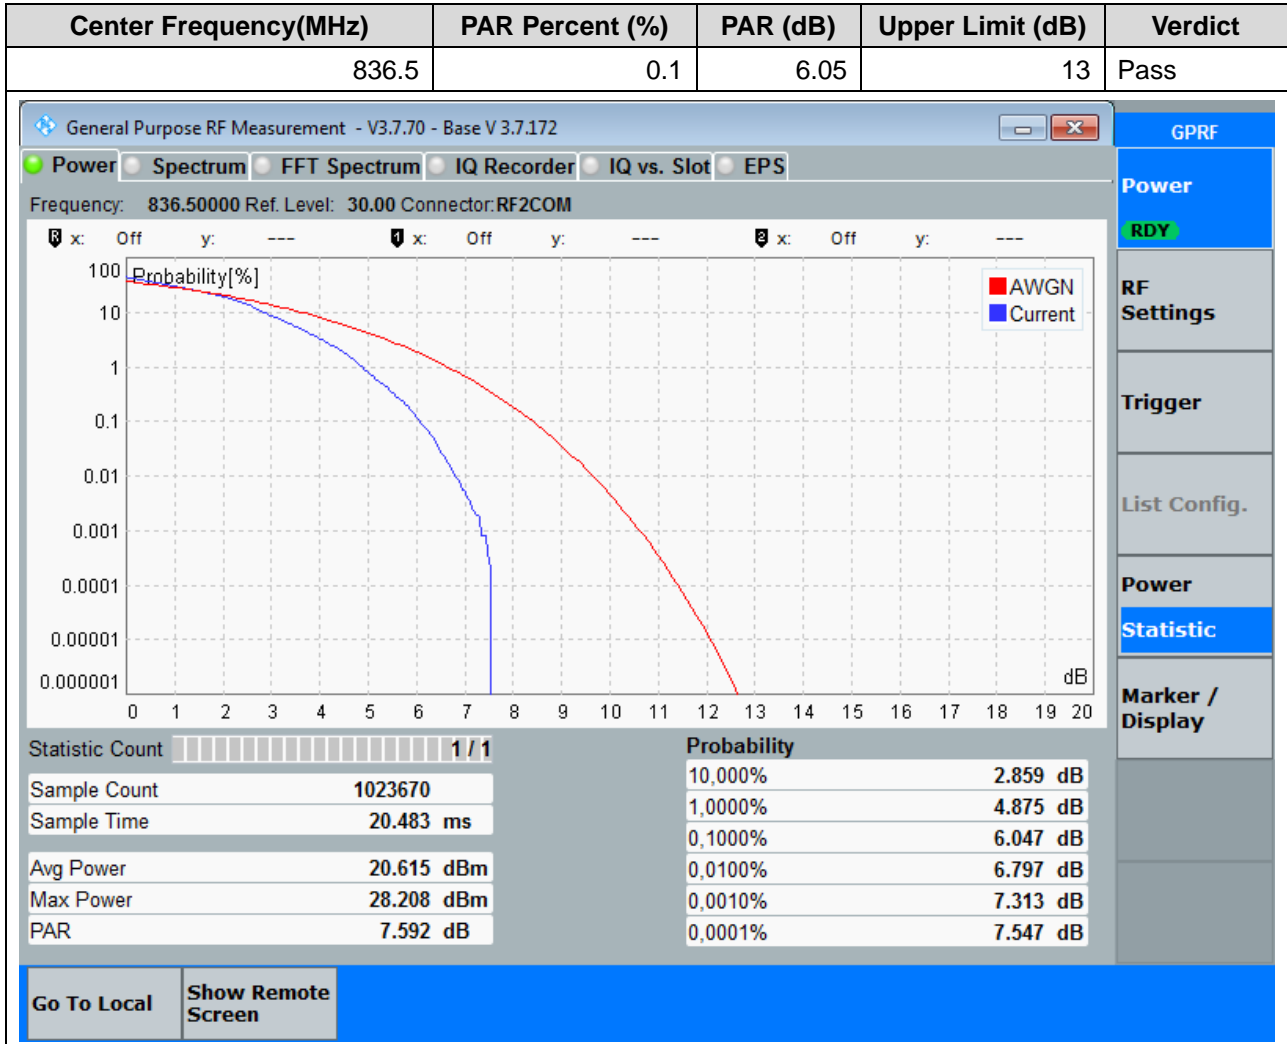 Center Frequency(MHz) PAR Percent (%) PAR (dB) Upper Limit (dB) Verdict
836.5 0.1 6.05 13 Pass
General Purpose RF Measurement - V3.7.70 - Base V 3.7.172
GPRF
Power Spectrum FFT Spectrum IQ Recorder IQ vs. Slot EPS
Frequency: 836.50000 Ref. Level: 30.00 Connector:RF2COM
R x: Off y: --- 1 x: Off y: --- 2 x: Off y: ---
Probability[%]
100
10
1
0.1
0.01
0.001
0.0001
0.00001
0.000001
AWGN
Current
dB
0 1 2 3 4 5 6 7 8 9 10 11 12 13 14 15 16 17 18 19 20
Statistic Count 1 / 1
Sample Count 1023670
Sample Time 20.483 ms
Avg Power 20.615 dBm
Max Power 28.208 dBm
PAR 7.592 dB
Probability
10,000% 2.859 dB
1,0000% 4.875 dB
0,1000% 6.047 dB
0,0100% 6.797 dB
0,0010% 7.313 dB
0,0001% 7.547 dB
Power
RDY
RF
Settings
Trigger
List Config.
Power
Statistic
Marker /
Display
Go To Local
Show Remote
Screen